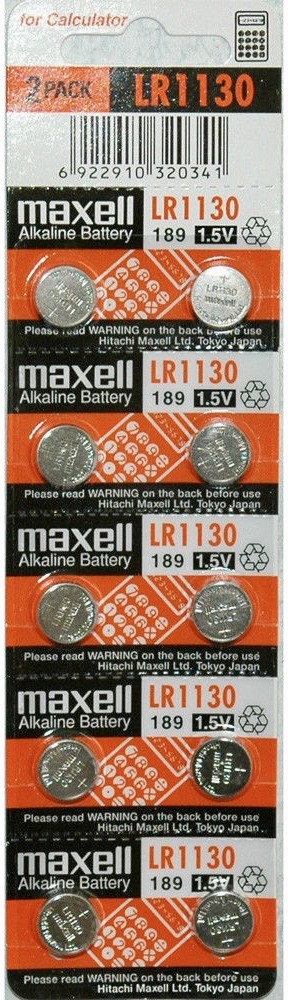 for Calculator
2 PACK LR1130
6 922910 320341
maxell LR1130
Alkaline Battery 189 1.5V
LR1130
maxell
Please read WARNING on the back before use
Hitachi Maxell Ltd. Tokyo Japan.
maxell LR1130
Alkaline Battery 189 1.5V
Please read WARNING on the back before use
Hitachi Maxell Ltd. Tokyo Japan.
maxell LR1130
Alkaline Battery 189 1.5V
Please read WARNING on the back before use
Hitachi Maxell Ltd. Tokyo Japan.
maxell LR1130
Alkaline Battery 189 1.5V
Please read WARNING on the back before use
Hitachi Maxell Ltd. Tokyo Japan.
maxell LR1130
Alkaline Battery 189
Please read WARNING on the back before use
Hitachi Maxell Ltd. Tokyo Japan.